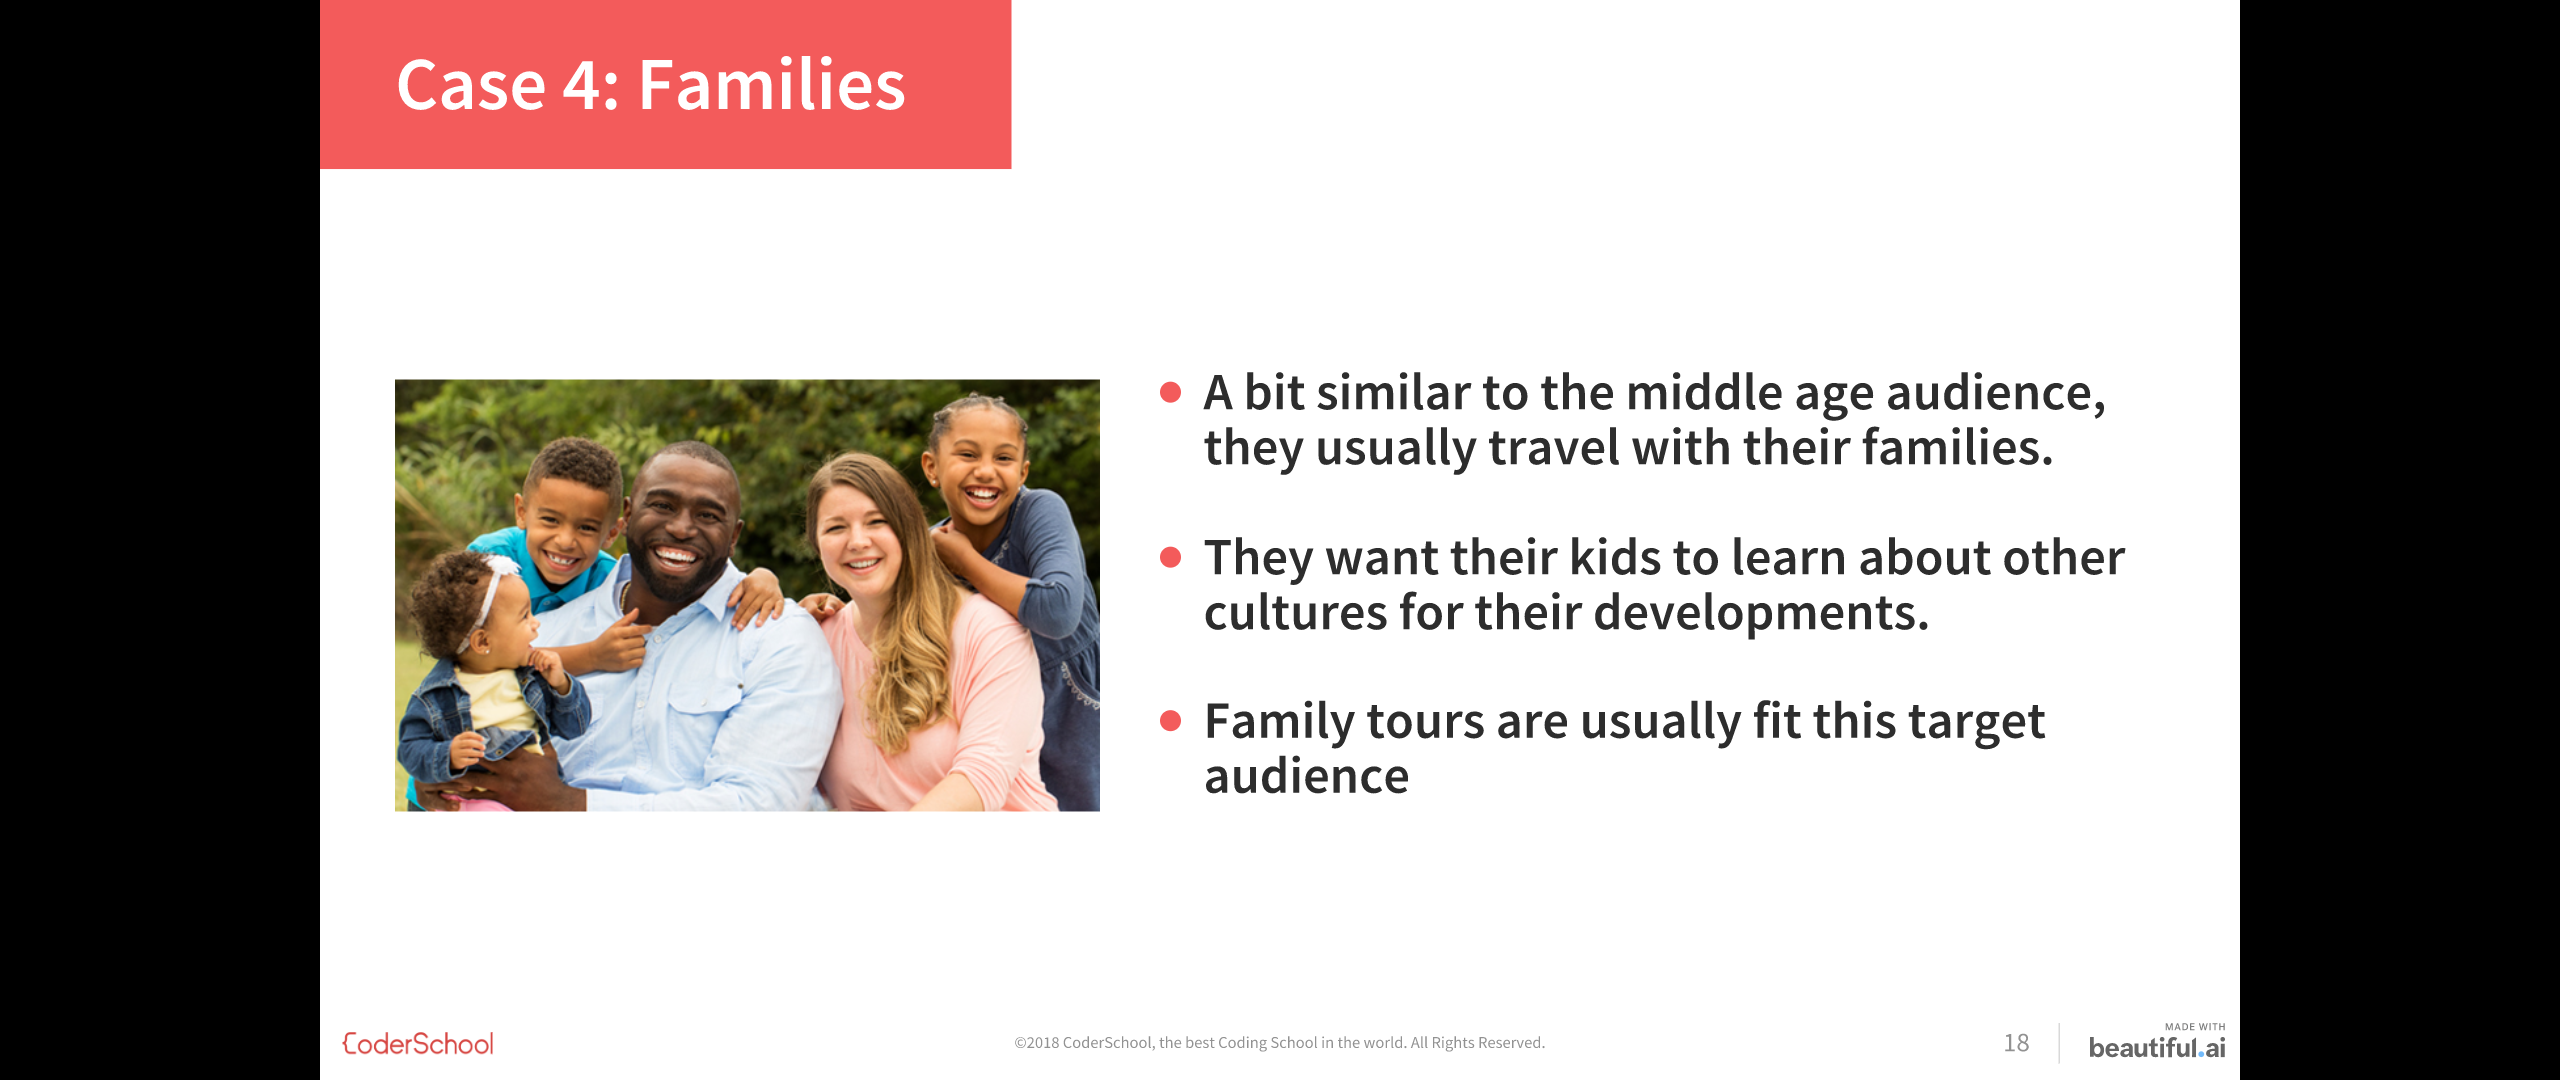 Case 4: Families
A bit similar to the middle age audience,
they usually travel with their families.
They want their kids to learn about other
cultures for their developments.
Family tours are usually fit this target
audience
CoderSchool
©2018 CoderSchool, the best Coding School in the world. All Rights Reserved.
18
MADE WITH
beautiful.ai